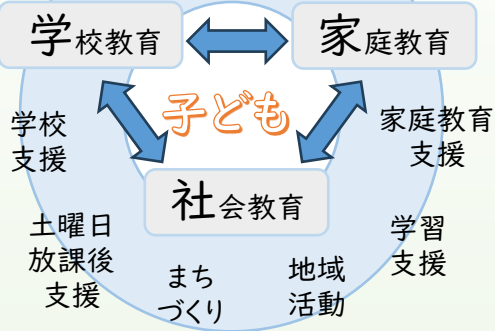 学校教育
家庭教育
子ども
学校
支援
家庭教育
支援
社会教育
土曜日
放課後
支援
まち
づくり
地域
活動
学習
支援